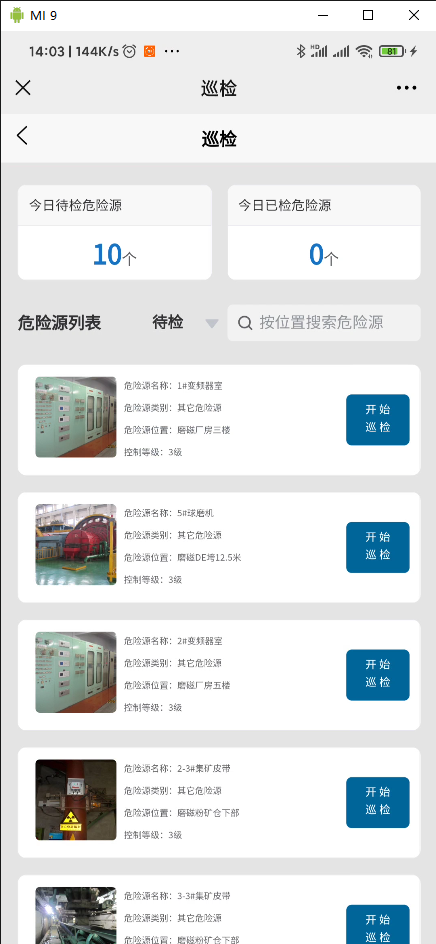 MI 9
14:03 | 144K/s
HD
81
巡检
巡检
今日待检危险源
今日已检危险源
10个
0个
危险源列表
待检
按位置搜索危险源
危险源名称：1#变频器室
危险源类别：其它危险源
危险源位置：磨磁厂房三楼
控制等级：3级
开 始
巡 检
危险源名称：5#球磨机
危险源类别：其它危险源
危险源位置：磨磁DE垮12.5米
控制等级：3级
开 始
巡 检
危险源名称：2#变频器室
危险源类别：其它危险源
危险源位置：磨磁厂房五楼
控制等级：3级
开 始
巡 检
危险源名称：2-3#集矿皮带
危险源类别：其它危险源
危险源位置：磨磁粉矿仓下部
控制等级：3级
开 始
巡 检
危险源名称：3-3#集矿皮带
危险源类别：其它危险源
危险源位置：磨磁粉矿仓下部
开 始
巡 检